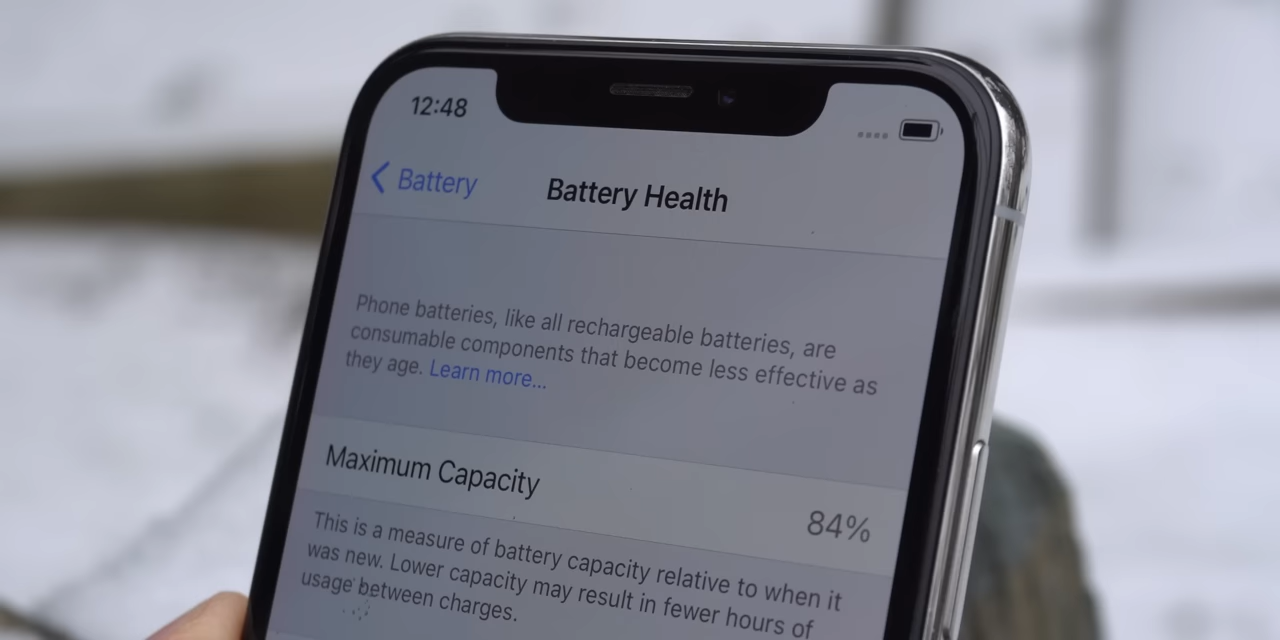 12:48
Battery
Battery Health
Phone batteries, like all rechargeable batteries, are
consumable components that become less effective as
they age. Learn more...
Maximum Capacity
84%
This is a measure of battery capacity relative to when it
was new. Lower capacity may result in fewer hours of
usage between charges.